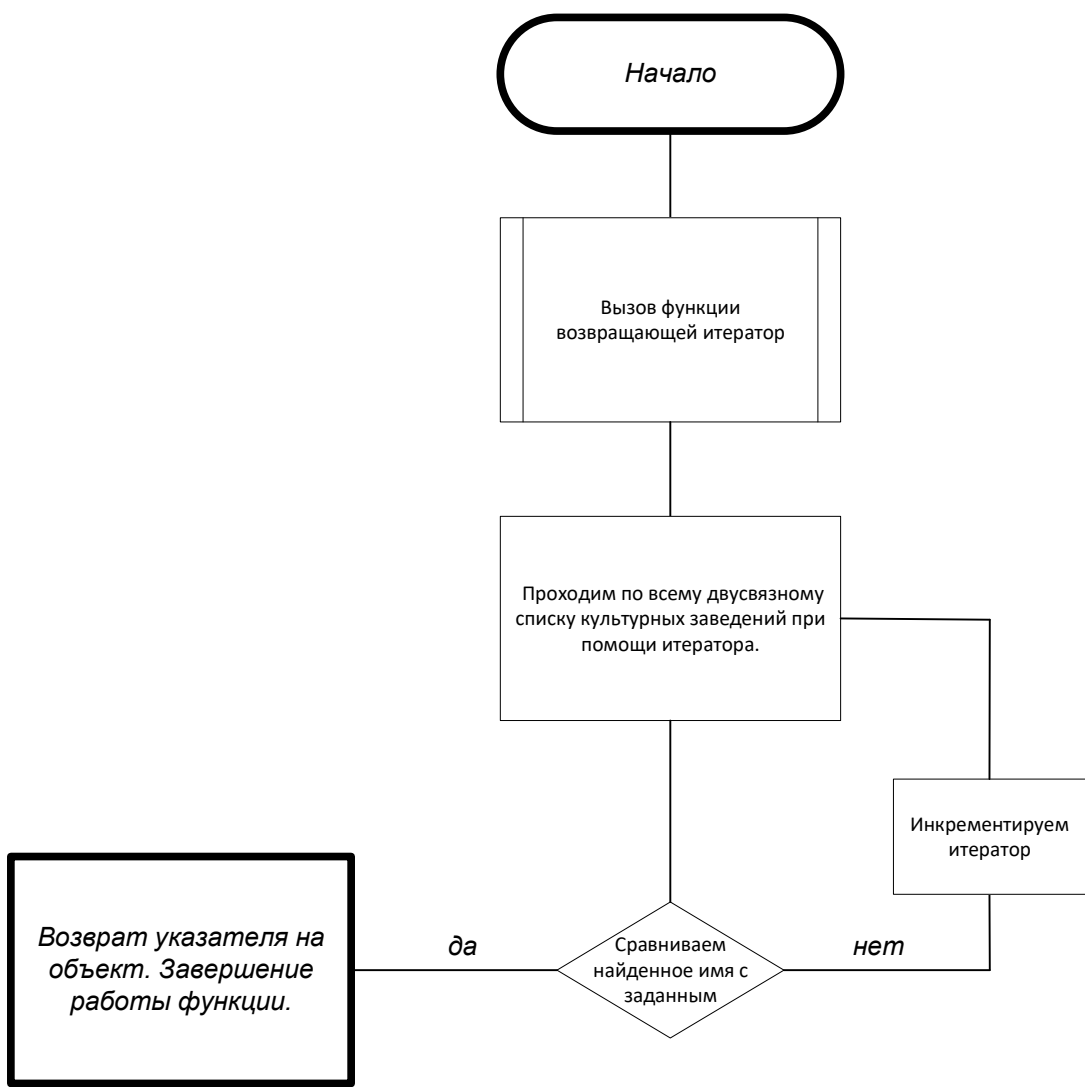 Начало
Вызов функции
возвращающей итератор
Проходим по всему двусвязному
списку культурных заведений при
помощи итератора.
Инкрементируем
итератор
Сравниваем
найденное имя с
заданным
да
нет
Возврат указателя на
объект. Завершение
работы функции.